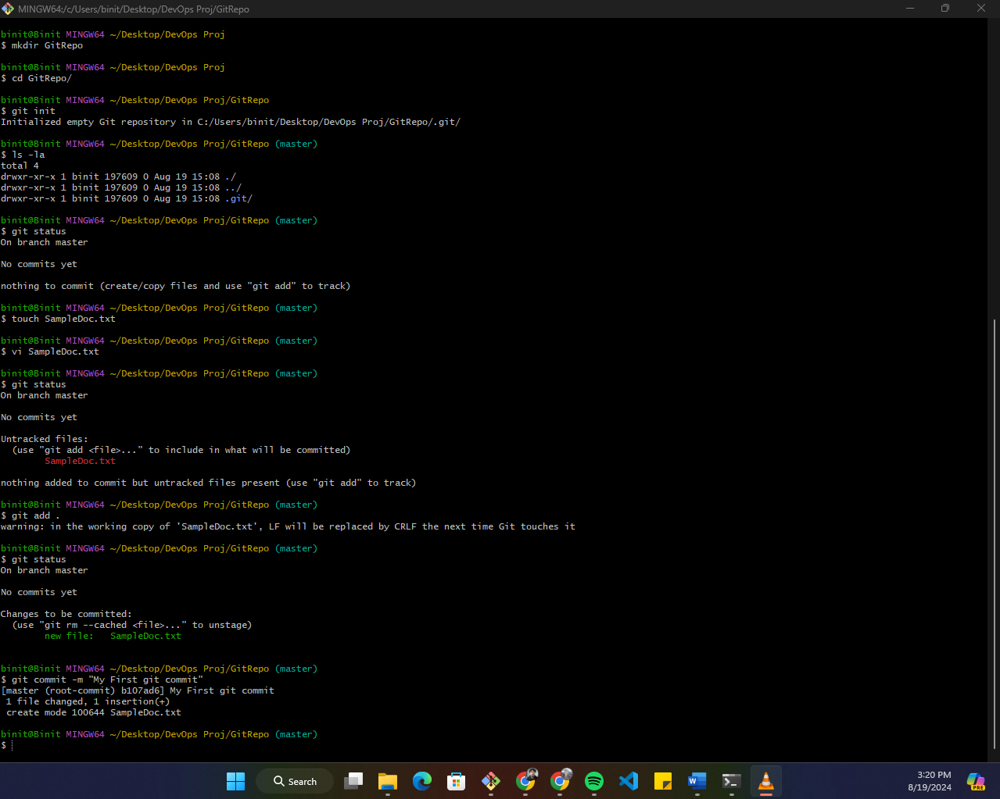 MINGW64:/c/Users/binit/Desktop/DevOps Proj/GitRepo
binit@Binit MINGW64 ~/Desktop/DevOps Proj
$ mkdir GitRepo
binit@Binit MINGW64 ~/Desktop/DevOps Proj
$ cd GitRepo/
binit@Binit MINGW64 ~/Desktop/DevOps Proj/GitRepo
$ git init
Initialized empty Git repository in C:/Users/binit/Desktop/DevOps Proj/GitRepo/.git/
binit@Binit MINGW64 ~/Desktop/DevOps Proj/GitRepo (master)
$ ls -la
total 4
drwxr-xr-x 1 binit 197609 0 Aug 19 15:08 ./
drwxr-xr-x 1 binit 197609 0 Aug 19 15:08 ../
drwxr-xr-x 1 binit 197609 0 Aug 19 15:08 .git/
binit@Binit MINGW64 ~/Desktop/DevOps Proj/GitRepo (master)
$ git status
On branch master
No commits yet
nothing to commit (create/copy files and use "git add" to track)
binit@Binit MINGW64 ~/Desktop/DevOps Proj/GitRepo (master)
$ touch SampleDoc.txt
binit@Binit MINGW64 ~/Desktop/DevOps Proj/GitRepo (master)
$ vi SampleDoc.txt
binit@Binit MINGW64 ~/Desktop/DevOps Proj/GitRepo (master)
$ git status
On branch master
No commits yet
Untracked files:
(use "git add <file>..." to include in what will be committed)
SampleDoc.txt
nothing added to commit but untracked files present (use "git add" to track)
binit@Binit MINGW64 ~/Desktop/DevOps Proj/GitRepo (master)
$ git add .
warning: in the working copy of 'SampleDoc.txt', LF will be replaced by CRLF the next time Git touches it
binit@Binit MINGW64 ~/Desktop/DevOps Proj/GitRepo (master)
$ git status
On branch master
No commits yet
Changes to be committed:
(use "git rm --cached <file>..." to unstage)
new file:   SampleDoc.txt
binit@Binit MINGW64 ~/Desktop/DevOps Proj/GitRepo (master)
$ git commit -m "My First git commit"
[master (root-commit) b107ad6] My First git commit
1 file changed, 1 insertion(+)
create mode 100644 SampleDoc.txt
binit@Binit MINGW64 ~/Desktop/DevOps Proj/GitRepo (master)
$
Search
W
3:20 PM
8/19/2024
PRE